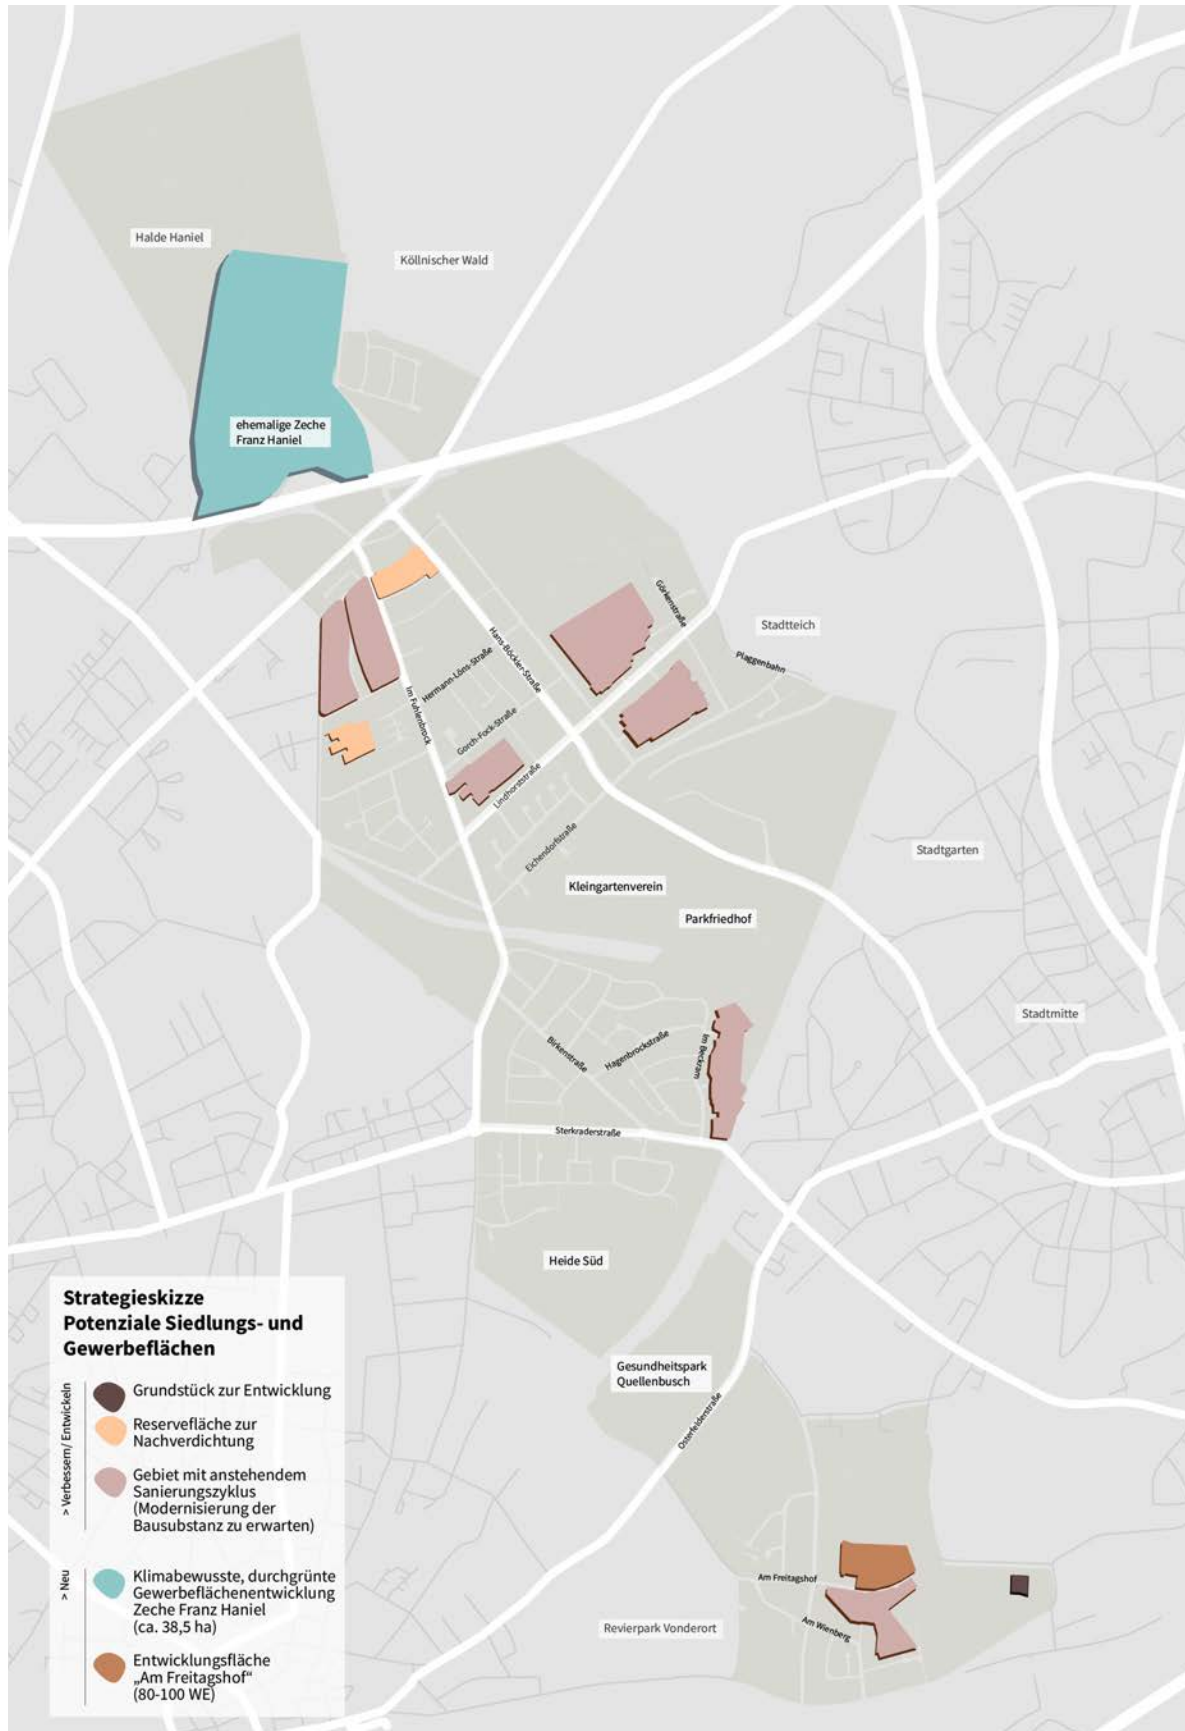 Halde Haniel
Köllnischer Wald
ehemalige Zeche
Franz Haniel
Görkenstraße
Stadtteich
Plaggenbahn
Hans-Böckler-Straße
Hermann-Löns-Straße
Im Fuhlenbrock
Gorch-Fock-Straße
Lindhorststraße
Eichendorfstraße
Stadtgarten
Kleingartenverein
Parkfriedhof
Stadtmitte
Birkenstraße
Hagenbrockstraße
Im Beckram
Sterkraderstraße
Heide Süd
Gesundheitspark
Quellenbusch
Osterfelderstraße
Am Freitagshof
Am Wienberg
Revierpark Vonderort
Strategieskizze
Potenziale Siedlungs- und
Gewerbeflächen
> Verbessern/ Entwickeln
Grundstück zur Entwicklung
Reservefläche zur
Nachverdichtung
Gebiet mit anstehendem
Sanierungszyklus
(Modernisierung der
Bausubstanz zu erwarten)
> Neu
Klimabewusste, durchgrünte
Gewerbeflächenentwicklung
Zeche Franz Haniel
(ca. 38,5 ha)
Entwicklungsfläche
„Am Freitagshof“
(80-100 WE)